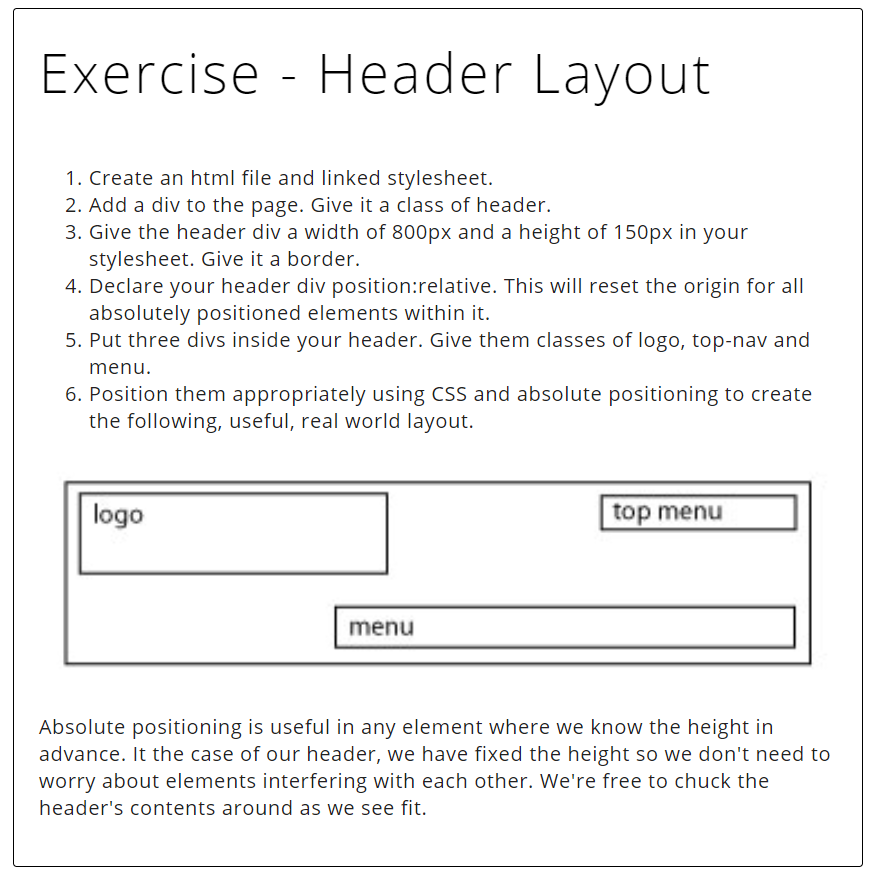 Exercise - Header Layout
1. Create an html file and linked stylesheet.
2. Add a div to the page. Give it a class of header.
3. Give the header div a width of 800px and a height of 150px in your
stylesheet. Give it a border.
4. Declare your header div position:relative. This will reset the origin for all
absolutely positioned elements within it.
5. Put three divs inside your header. Give them classes of logo, top-nav and
menu.
6. Position them appropriately using CSS and absolute positioning to create
the following, useful, real world layout.
logo
top menu
menu
Absolute positioning is useful in any element where we know the height in
advance. It the case of our header, we have fixed the height so we don't need to
worry about elements interfering with each other. We're free to chuck the
header's contents around as we see fit.